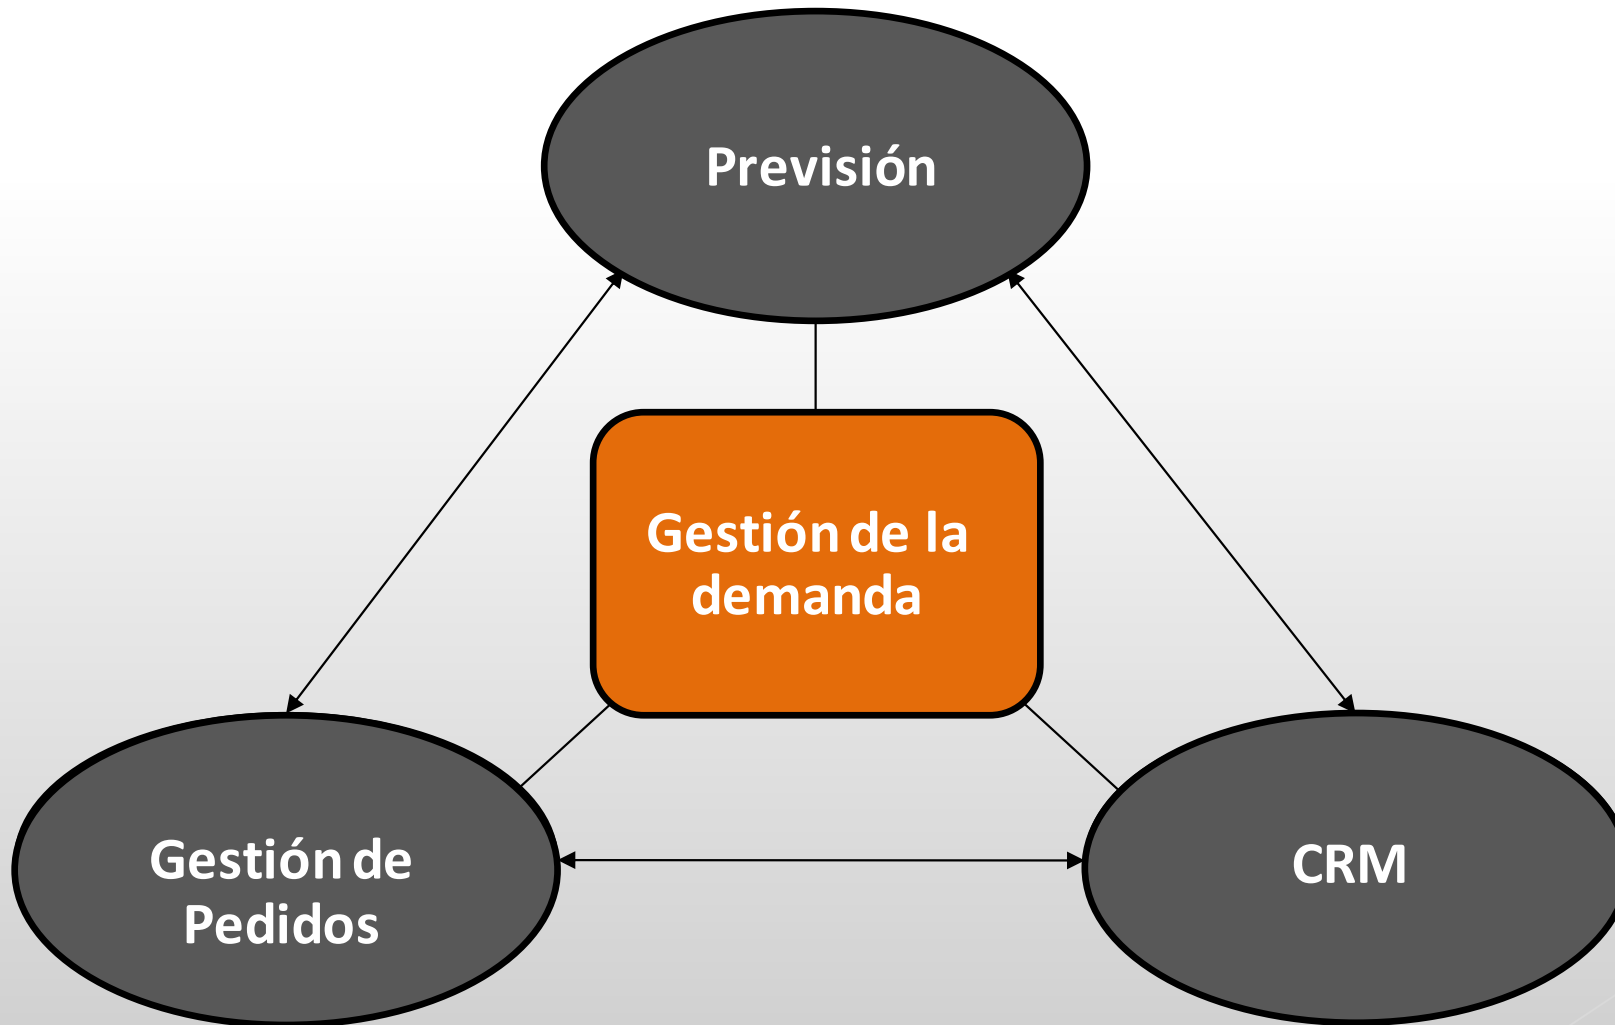 Previsión
Gestión de la
demanda
Gestión de
Pedidos
CRM